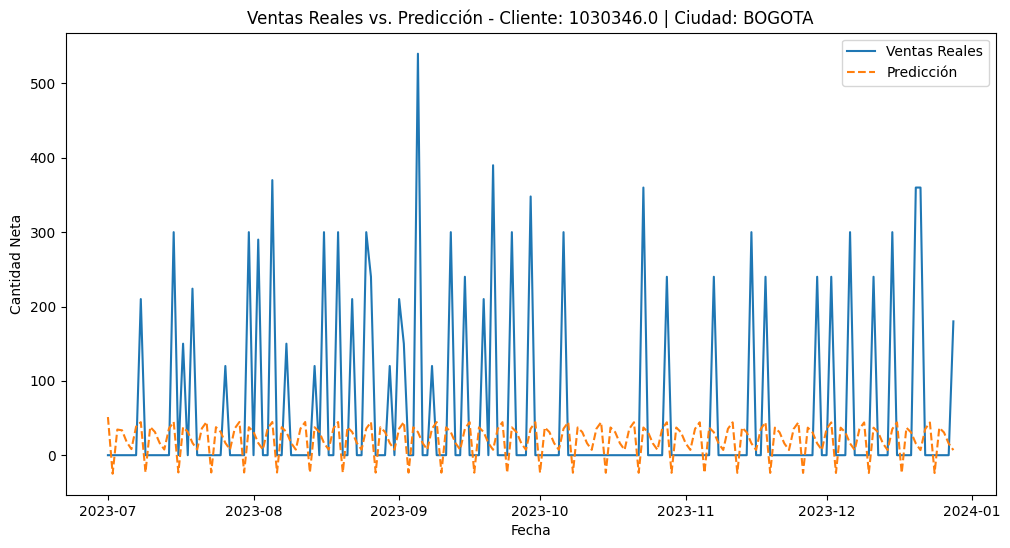 Ventas Reales vs. Predicción - Cliente: 1030346.0 | Ciudad: BOGOTA
Ventas Reales
Predicción
Cantidad Neta
500
400
300
200
100
0
2023-07
2023-08
2023-09
2023-10
2023-11
2023-12
2024-01
Fecha